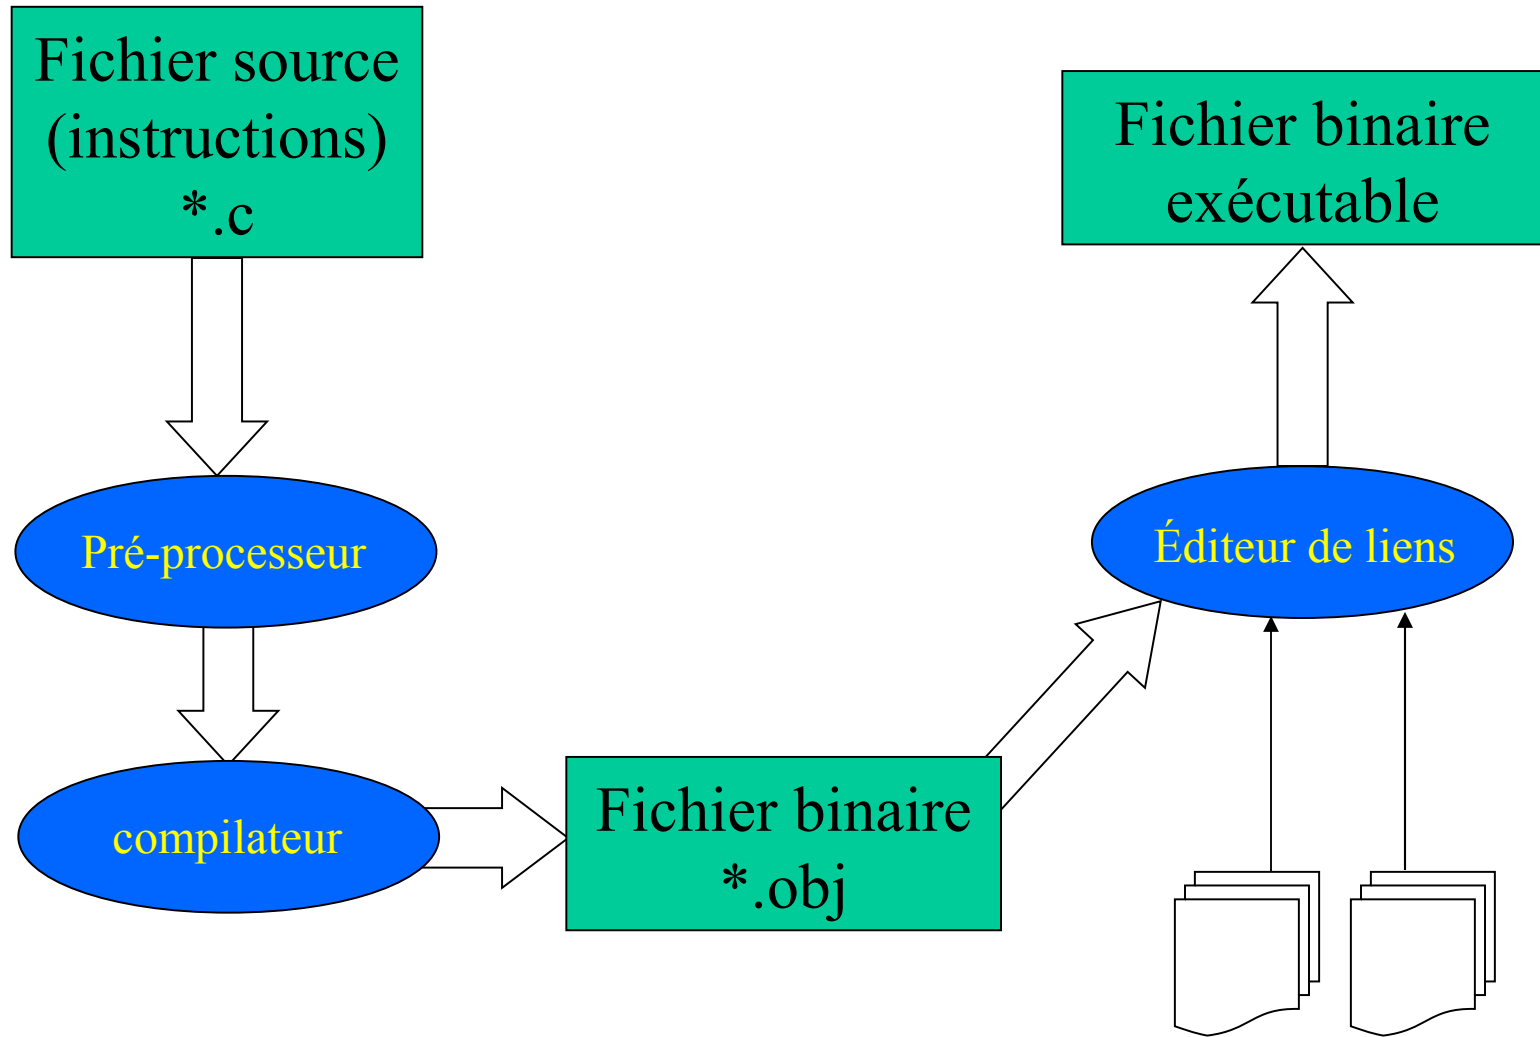 Fichier source
(instructions)
*.c
Fichier binaire
exécutable
Pré-processeur
Éditeur de liens
compilateur
Fichier binaire
*.obj